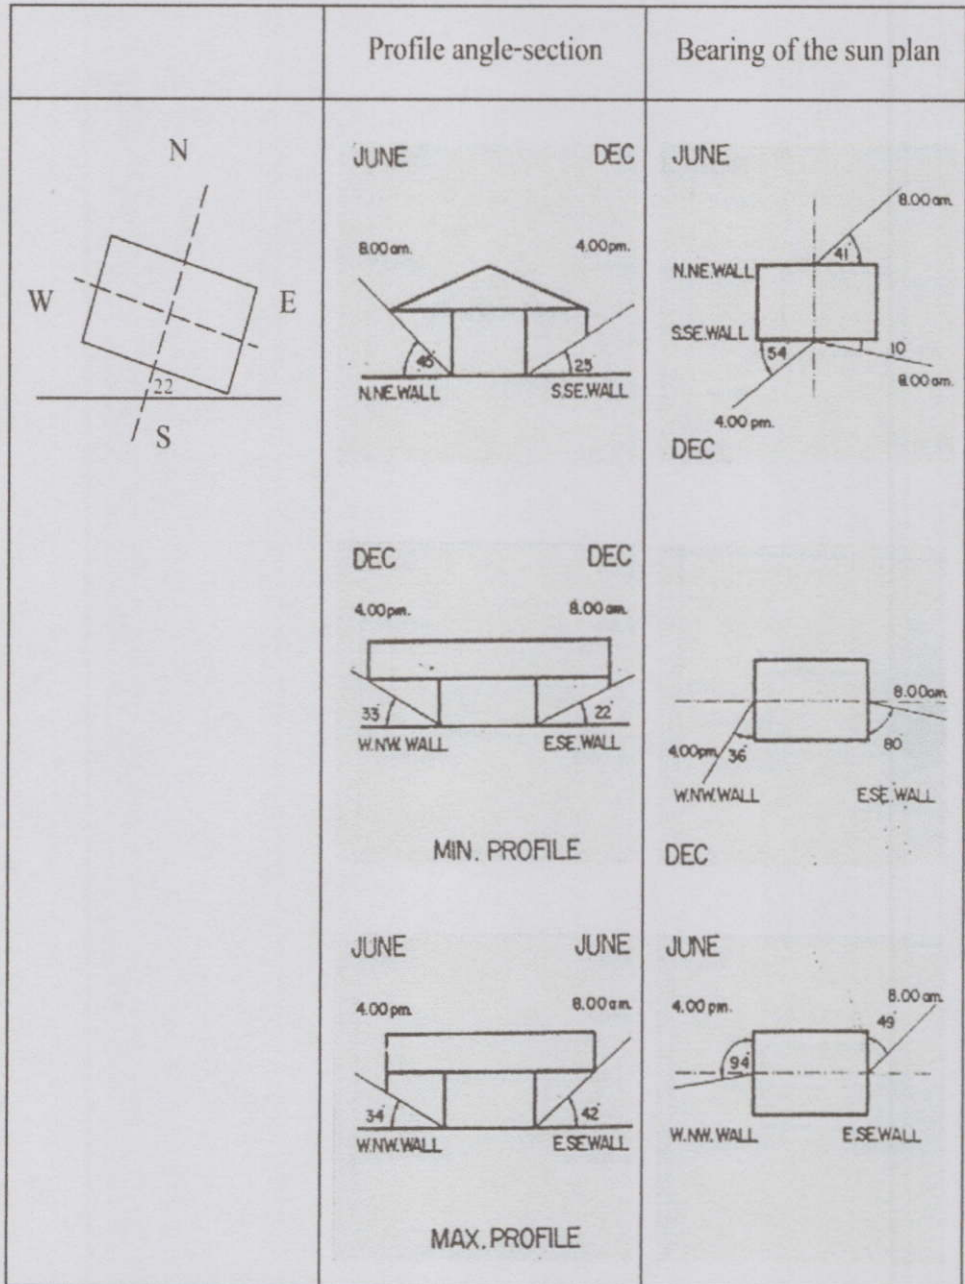 Profile angle-section
Bearing of the sun plan
N
W
E
22
S
JUNE
DEC
8.00 am.
4.00 pm.
45°
25°
N.NE.WALL
S.SE.WALL
JUNE
8.00 am.
41°
N.NE.WALL
S.SE.WALL
54°
10
8.00 am.
4.00 pm.
DEC
DEC
DEC
4.00 pm.
8.00 am.
33°
22°
W.NW. WALL
E.SE. WALL
MIN. PROFILE
8.00 am.
4.00 pm.
36°
80°
W.NW. WALL
E.SE. WALL
DEC
JUNE
JUNE
4.00 pm.
8.00 am.
34°
42°
W.NW. WALL
E.SE WALL
MAX. PROFILE
JUNE
4.00 pm.
8.00 am.
49°
94°
W.NW. WALL
E.SE.WALL